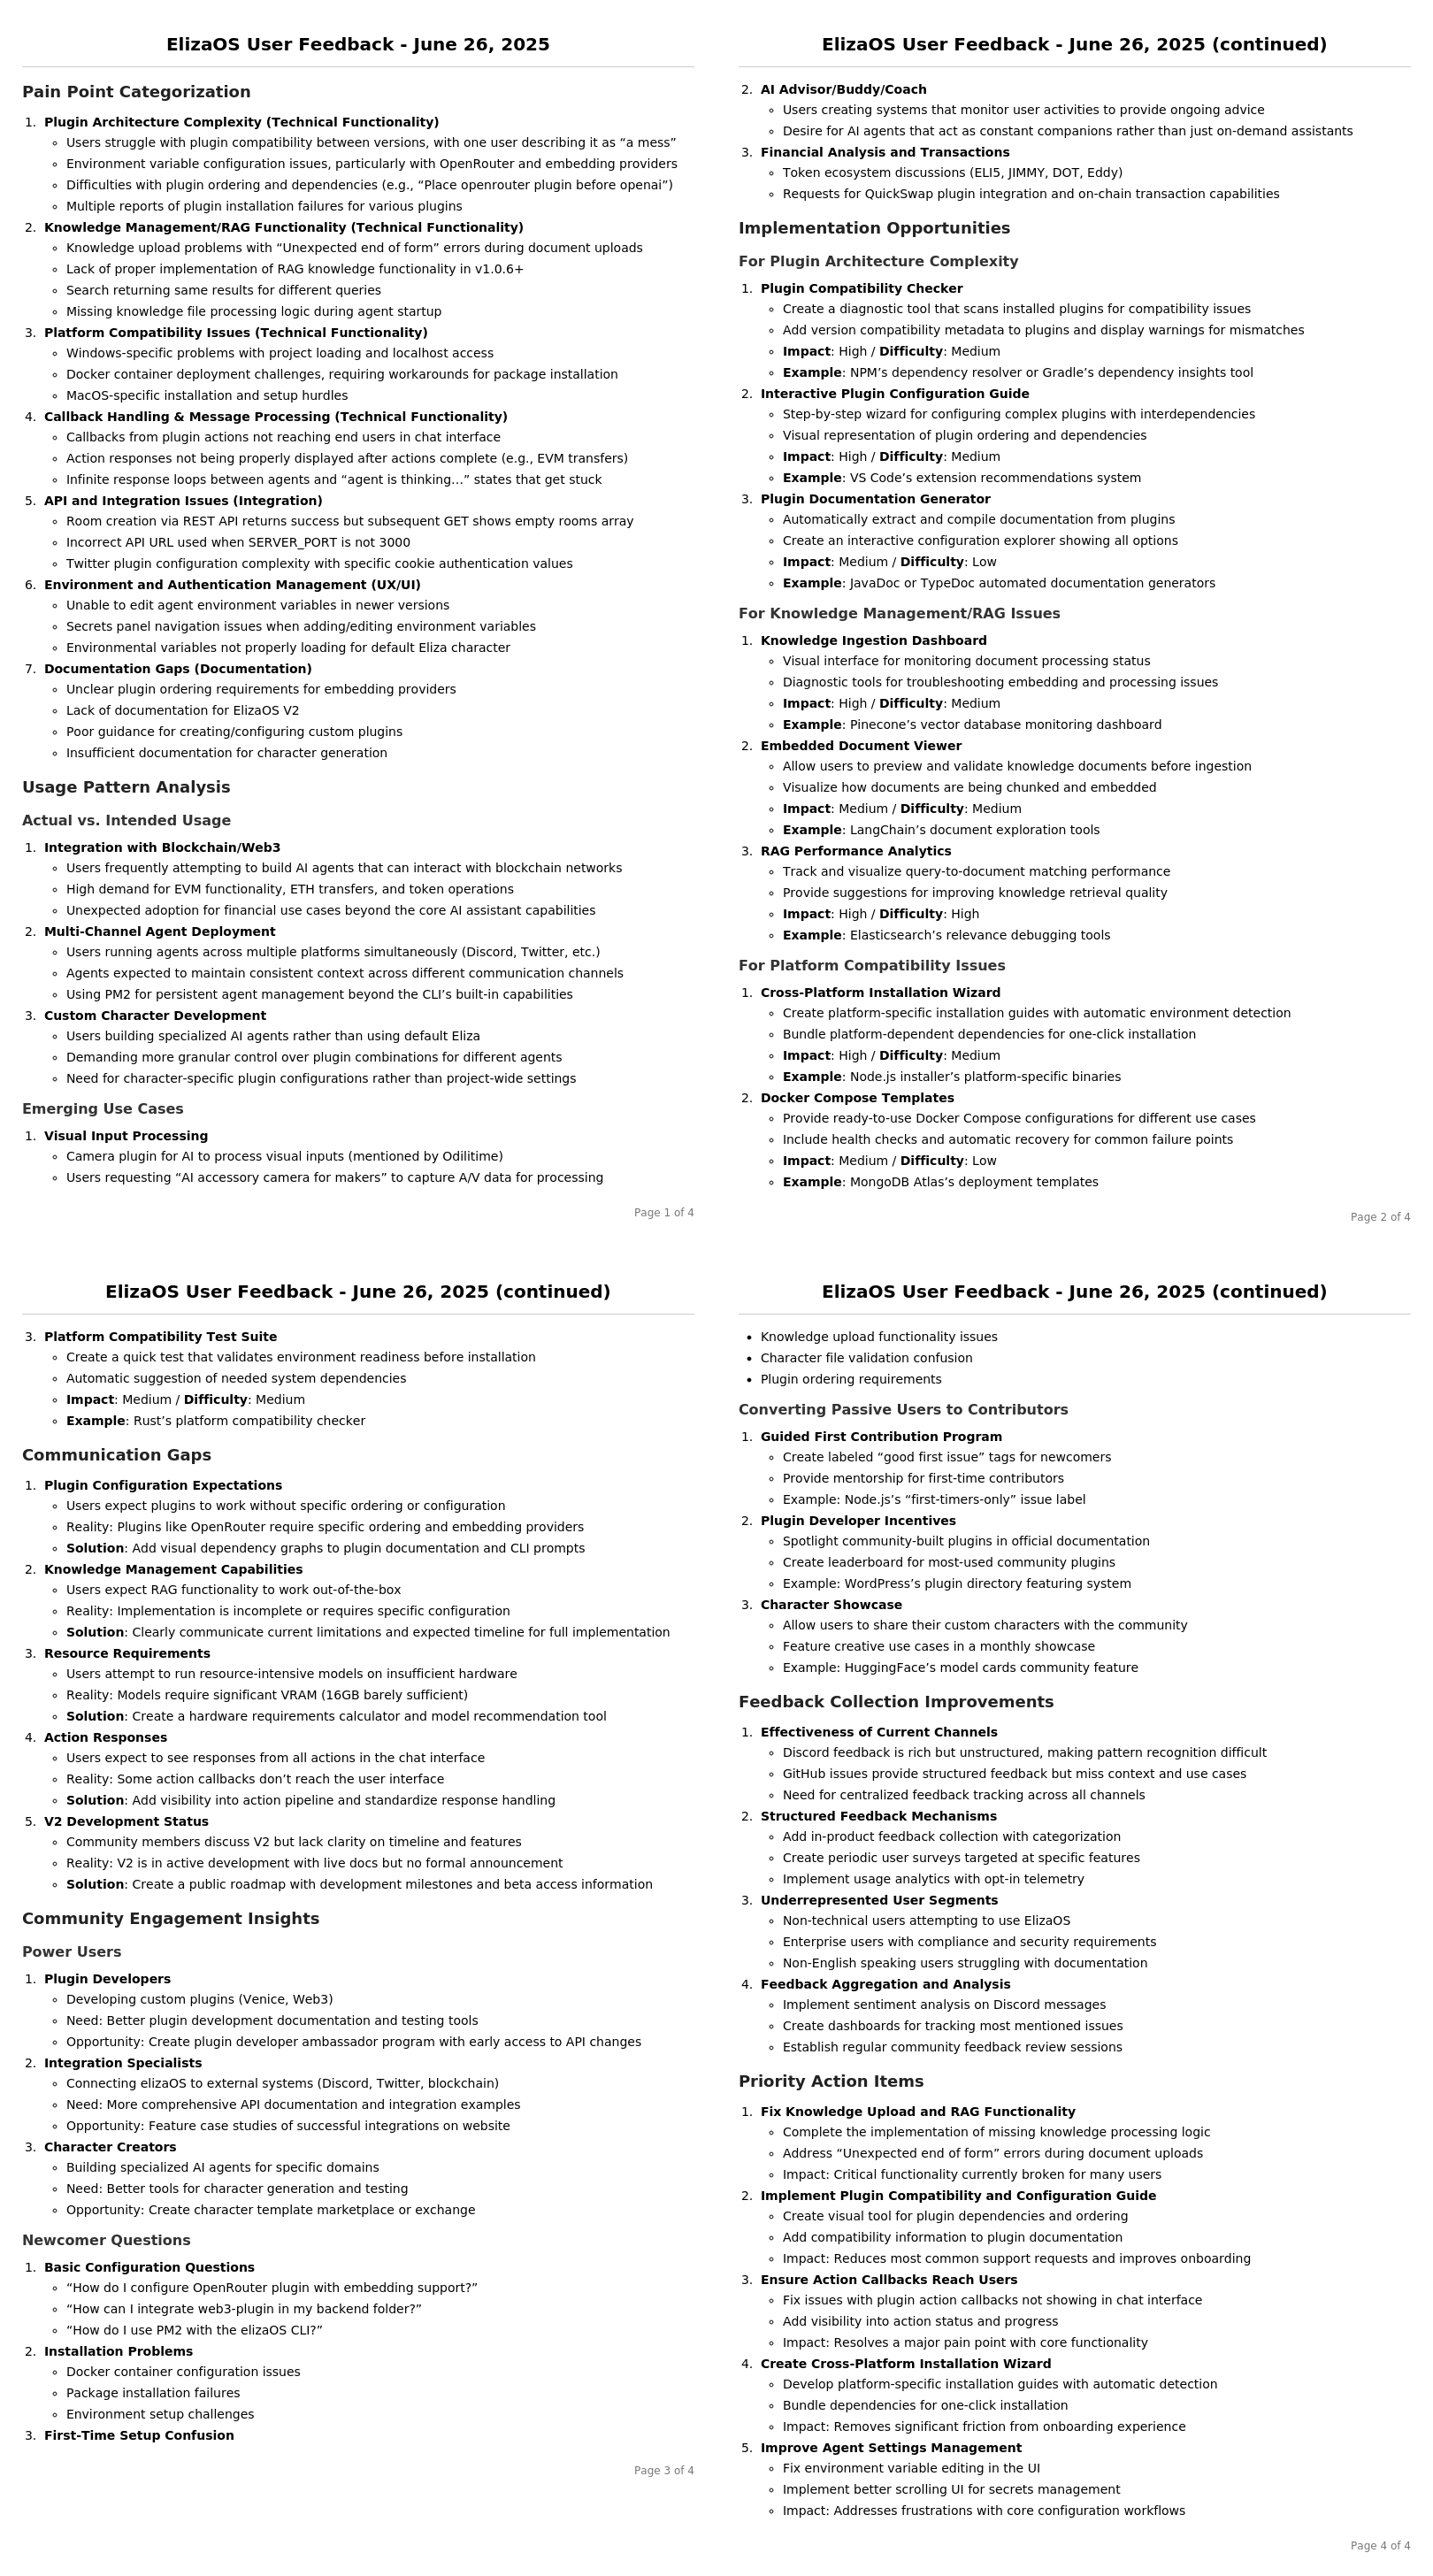 ElizaOS User Feedback - June 26, 2025
Pain Point Categorization
1. Plugin Architecture Complexity (Technical Functionality)
◦ Users struggle with plugin compatibility between versions, with one user describing it as “a mess”
◦ Environment variable configuration issues, particularly with OpenRouter and embedding providers
◦ Difficulties with plugin ordering and dependencies (e.g., “Place openrouter plugin before openai”)
◦ Multiple reports of plugin installation failures for various plugins
2. Knowledge Management/RAG Functionality (Technical Functionality)
◦ Knowledge upload problems with “Unexpected end of form” errors during document uploads
◦ Lack of proper implementation of RAG knowledge functionality in v1.0.6+
◦ Search returning same results for different queries
◦ Missing knowledge file processing logic during agent startup
3. Platform Compatibility Issues (Technical Functionality)
◦ Windows-specific problems with project loading and localhost access
◦ Docker container deployment challenges, requiring workarounds for package installation
◦ MacOS-specific installation and setup hurdles
4. Callback Handling & Message Processing (Technical Functionality)
◦ Callbacks from plugin actions not reaching end users in chat interface
◦ Action responses not being properly displayed after actions complete (e.g., EVM transfers)
◦ Infinite response loops between agents and “agent is thinking…” states that get stuck
5. API and Integration Issues (Integration)
◦ Room creation via REST API returns success but subsequent GET shows empty rooms array
◦ Incorrect API URL used when SERVER_PORT is not 3000
◦ Twitter plugin configuration complexity with specific cookie authentication values
6. Environment and Authentication Management (UX/UI)
◦ Unable to edit agent environment variables in newer versions
◦ Secrets panel navigation issues when adding/editing environment variables
◦ Environmental variables not properly loading for default Eliza character
7. Documentation Gaps (Documentation)
◦ Unclear plugin ordering requirements for embedding providers
◦ Lack of documentation for ElizaOS V2
◦ Poor guidance for creating/configuring custom plugins
◦ Insufficient documentation for character generation
Usage Pattern Analysis
Actual vs. Intended Usage
1. Integration with Blockchain/Web3
◦ Users frequently attempting to build AI agents that can interact with blockchain networks
◦ High demand for EVM functionality, ETH transfers, and token operations
◦ Unexpected adoption for financial use cases beyond the core AI assistant capabilities
2. Multi-Channel Agent Deployment
◦ Users running agents across multiple platforms simultaneously (Discord, Twitter, etc.)
◦ Agents expected to maintain consistent context across different communication channels
◦ Using PM2 for persistent agent management beyond the CLI’s built-in capabilities
3. Custom Character Development
◦ Users building specialized AI agents rather than using default Eliza
◦ Demanding more granular control over plugin combinations for different agents
◦ Need for character-specific plugin configurations rather than project-wide settings
Emerging Use Cases
1. Visual Input Processing
◦ Camera plugin for AI to process visual inputs (mentioned by Odilitime)
◦ Users requesting “AI accessory camera for makers” to capture A/V data for processing
Page 1 of 4
ElizaOS User Feedback - June 26, 2025 (continued)
2. AI Advisor/Buddy/Coach
◦ Users creating systems that monitor user activities to provide ongoing advice
◦ Desire for AI agents that act as constant companions rather than just on-demand assistants
3. Financial Analysis and Transactions
◦ Token ecosystem discussions (ELI5, JIMMY, DOT, Eddy)
◦ Requests for QuickSwap plugin integration and on-chain transaction capabilities
Implementation Opportunities
For Plugin Architecture Complexity
1. Plugin Compatibility Checker
◦ Create a diagnostic tool that scans installed plugins for compatibility issues
◦ Add version compatibility metadata to plugins and display warnings for mismatches
◦ Impact: High / Difficulty: Medium
◦ Example: NPM’s dependency resolver or Gradle’s dependency insights tool
2. Interactive Plugin Configuration Guide
◦ Step-by-step wizard for configuring complex plugins with interdependencies
◦ Visual representation of plugin ordering and dependencies
◦ Impact: High / Difficulty: Medium
◦ Example: VS Code’s extension recommendations system
3. Plugin Documentation Generator
◦ Automatically extract and compile documentation from plugins
◦ Create an interactive configuration explorer showing all options
◦ Impact: Medium / Difficulty: Low
◦ Example: JavaDoc or TypeDoc automated documentation generators
For Knowledge Management/RAG Issues
1. Knowledge Ingestion Dashboard
◦ Visual interface for monitoring document processing status
◦ Diagnostic tools for troubleshooting embedding and processing issues
◦ Impact: High / Difficulty: Medium
◦ Example: Pinecone’s vector database monitoring dashboard
2. Embedded Document Viewer
◦ Allow users to preview and validate knowledge documents before ingestion
◦ Visualize how documents are being chunked and embedded
◦ Impact: Medium / Difficulty: Medium
◦ Example: LangChain’s document exploration tools
3. RAG Performance Analytics
◦ Track and visualize query-to-document matching performance
◦ Provide suggestions for improving knowledge retrieval quality
◦ Impact: High / Difficulty: High
◦ Example: Elasticsearch’s relevance debugging tools
For Platform Compatibility Issues
1. Cross-Platform Installation Wizard
◦ Create platform-specific installation guides with automatic environment detection
◦ Bundle platform-dependent dependencies for one-click installation
◦ Impact: High / Difficulty: Medium
◦ Example: Node.js installer’s platform-specific binaries
2. Docker Compose Templates
◦ Provide ready-to-use Docker Compose configurations for different use cases
◦ Include health checks and automatic recovery for common failure points
◦ Impact: Medium / Difficulty: Low
◦ Example: MongoDB Atlas’s deployment templates
Page 2 of 4
ElizaOS User Feedback - June 26, 2025 (continued)
3. Platform Compatibility Test Suite
◦ Create a quick test that validates environment readiness before installation
◦ Automatic suggestion of needed system dependencies
◦ Impact: Medium / Difficulty: Medium
◦ Example: Rust’s platform compatibility checker
Communication Gaps
1. Plugin Configuration Expectations
◦ Users expect plugins to work without specific ordering or configuration
◦ Reality: Plugins like OpenRouter require specific ordering and embedding providers
◦ Solution: Add visual dependency graphs to plugin documentation and CLI prompts
2. Knowledge Management Capabilities
◦ Users expect RAG functionality to work out-of-the-box
◦ Reality: Implementation is incomplete or requires specific configuration
◦ Solution: Clearly communicate current limitations and expected timeline for full implementation
3. Resource Requirements
◦ Users attempt to run resource-intensive models on insufficient hardware
◦ Reality: Models require significant VRAM (16GB barely sufficient)
◦ Solution: Create a hardware requirements calculator and model recommendation tool
4. Action Responses
◦ Users expect to see responses from all actions in the chat interface
◦ Reality: Some action callbacks don’t reach the user interface
◦ Solution: Add visibility into action pipeline and standardize response handling
5. V2 Development Status
◦ Community members discuss V2 but lack clarity on timeline and features
◦ Reality: V2 is in active development with live docs but no formal announcement
◦ Solution: Create a public roadmap with development milestones and beta access information
Community Engagement Insights
Power Users
1. Plugin Developers
◦ Developing custom plugins (Venice, Web3)
◦ Need: Better plugin development documentation and testing tools
◦ Opportunity: Create plugin developer ambassador program with early access to API changes
2. Integration Specialists
◦ Connecting elizaOS to external systems (Discord, Twitter, blockchain)
◦ Need: More comprehensive API documentation and integration examples
◦ Opportunity: Feature case studies of successful integrations on website
3. Character Creators
◦ Building specialized AI agents for specific domains
◦ Need: Better tools for character generation and testing
◦ Opportunity: Create character template marketplace or exchange
Newcomer Questions
1. Basic Configuration Questions
◦ “How do I configure OpenRouter plugin with embedding support?”
◦ “How can I integrate web3-plugin in my backend folder?”
◦ “How do I use PM2 with the elizaOS CLI?”
2. Installation Problems
◦ Docker container configuration issues
◦ Package installation failures
◦ Environment setup challenges
3. First-Time Setup Confusion
Page 3 of 4
ElizaOS User Feedback - June 26, 2025 (continued)
• Knowledge upload functionality issues
• Character file validation confusion
• Plugin ordering requirements
Converting Passive Users to Contributors
1. Guided First Contribution Program
◦ Create labeled “good first issue” tags for newcomers
◦ Provide mentorship for first-time contributors
◦ Example: Node.js’s “first-timers-only” issue label
2. Plugin Developer Incentives
◦ Spotlight community-built plugins in official documentation
◦ Create leaderboard for most-used community plugins
◦ Example: WordPress’s plugin directory featuring system
3. Character Showcase
◦ Allow users to share their custom characters with the community
◦ Feature creative use cases in a monthly showcase
◦ Example: HuggingFace’s model cards community feature
Feedback Collection Improvements
1. Effectiveness of Current Channels
◦ Discord feedback is rich but unstructured, making pattern recognition difficult
◦ GitHub issues provide structured feedback but miss context and use cases
◦ Need for centralized feedback tracking across all channels
2. Structured Feedback Mechanisms
◦ Add in-product feedback collection with categorization
◦ Create periodic user surveys targeted at specific features
◦ Implement usage analytics with opt-in telemetry
3. Underrepresented User Segments
◦ Non-technical users attempting to use ElizaOS
◦ Enterprise users with compliance and security requirements
◦ Non-English speaking users struggling with documentation
4. Feedback Aggregation and Analysis
◦ Implement sentiment analysis on Discord messages
◦ Create dashboards for tracking most mentioned issues
◦ Establish regular community feedback review sessions
Priority Action Items
1. Fix Knowledge Upload and RAG Functionality
◦ Complete the implementation of missing knowledge processing logic
◦ Address “Unexpected end of form” errors during document uploads
◦ Impact: Critical functionality currently broken for many users
2. Implement Plugin Compatibility and Configuration Guide
◦ Create visual tool for plugin dependencies and ordering
◦ Add compatibility information to plugin documentation
◦ Impact: Reduces most common support requests and improves onboarding
3. Ensure Action Callbacks Reach Users
◦ Fix issues with plugin action callbacks not showing in chat interface
◦ Add visibility into action status and progress
◦ Impact: Resolves a major pain point with core functionality
4. Create Cross-Platform Installation Wizard
◦ Develop platform-specific installation guides with automatic detection
◦ Bundle dependencies for one-click installation
◦ Impact: Removes significant friction from onboarding experience
5. Improve Agent Settings Management
◦ Fix environment variable editing in the UI
◦ Implement better scrolling UI for secrets management
◦ Impact: Addresses frustrations with core configuration workflows
Page 4 of 4